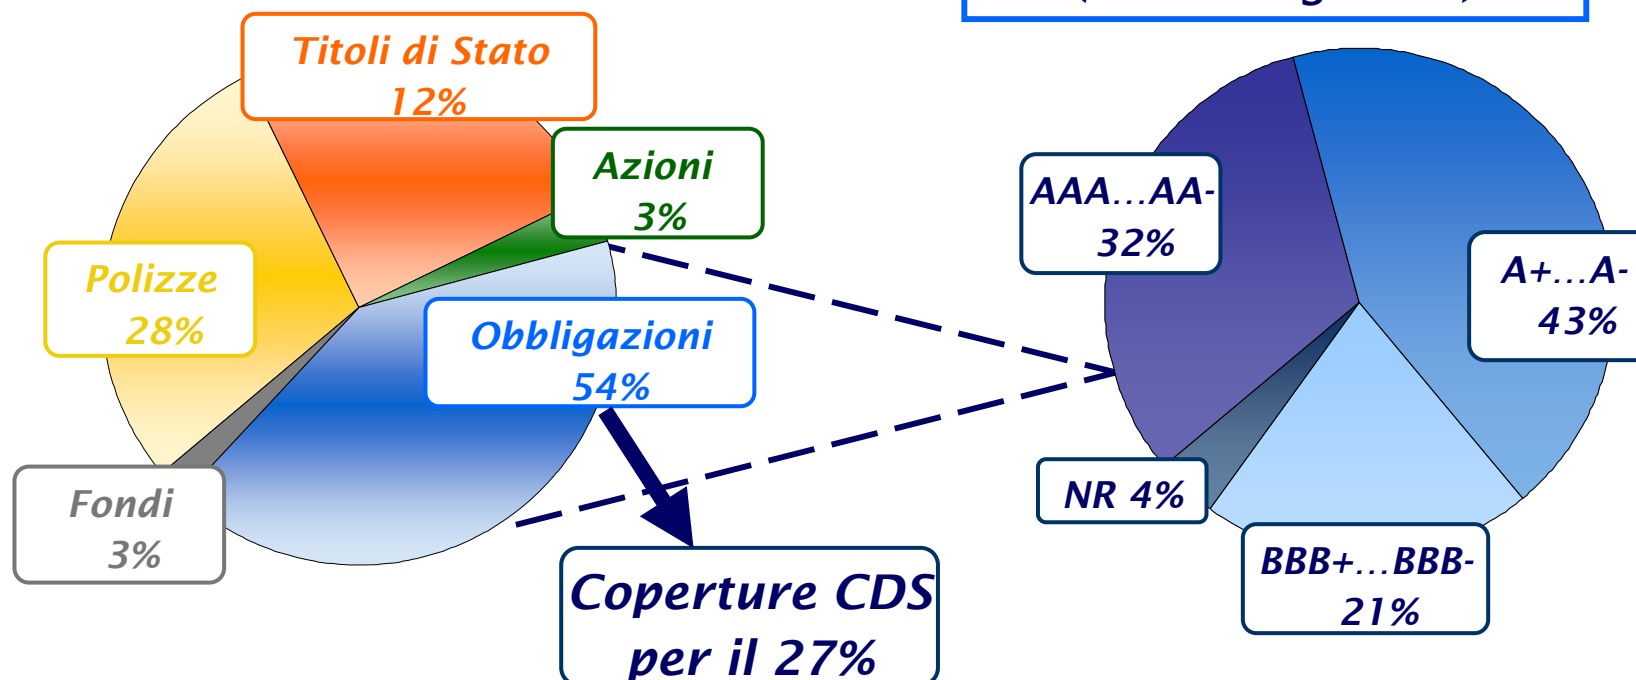 Titoli di Stato
12%
Azioni
3%
Polizze
28%
Obbligazioni
54%
Fondi
3%
Coperture CDS
per il 27%
AAA...AA-
32%
A+...A-
43%
NR 4%
BBB+...BBB-
21%